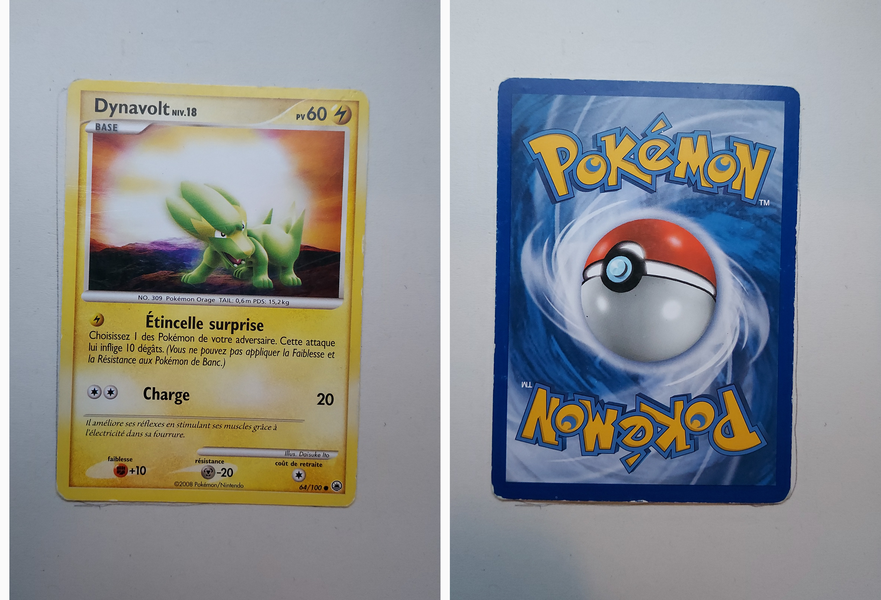 Dynavolt NIV.18
PV 60
BASE
NO. 309 Pokémon Orage TAIL: 0,6 m PDS: 15,2 kg
Étincelle surprise
Choisissez 1 des Pokémon de votre adversaire. Cette attaque
lui inflige 10 dégâts. (Vous ne pouvez pas appliquer la Faiblesse et
la Résistance aux Pokémon de Banc.)
Charge 20
Il améliore ses réflexes en stimulant ses muscles grâce à
l'électricité dans sa fourrure.
Illus. Daisuke Ito
faiblesse résistance coût de retraite
+10 -20
©2008 Pokémon/Nintendo 64/100
POKéMON
TM
TM
POKéMON